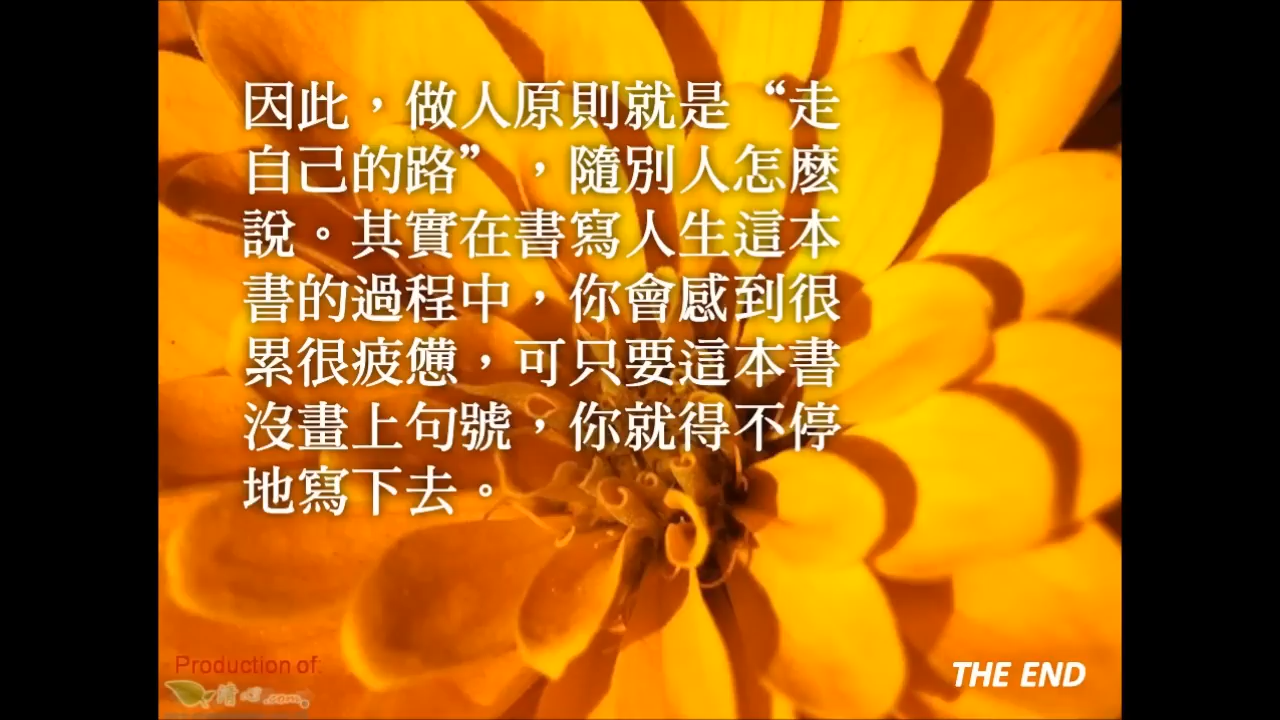 因此，做人原則就是“走
自己的路”，隨別人怎麼
說。其實在書寫人生這本
書的過程中，你會感到很
累很疲憊，可只要這本書
沒畫上句號，你就得不停
地寫下去。
Production of:
清心.com
THE END